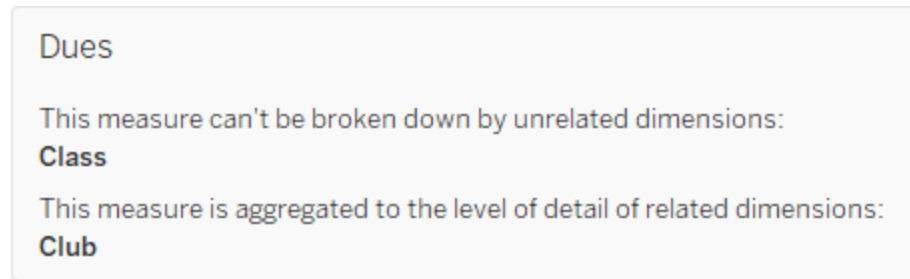 Dues
This measure can't be broken down by unrelated dimensions:
Class
This measure is aggregated to the level of detail of related dimensions:
Club